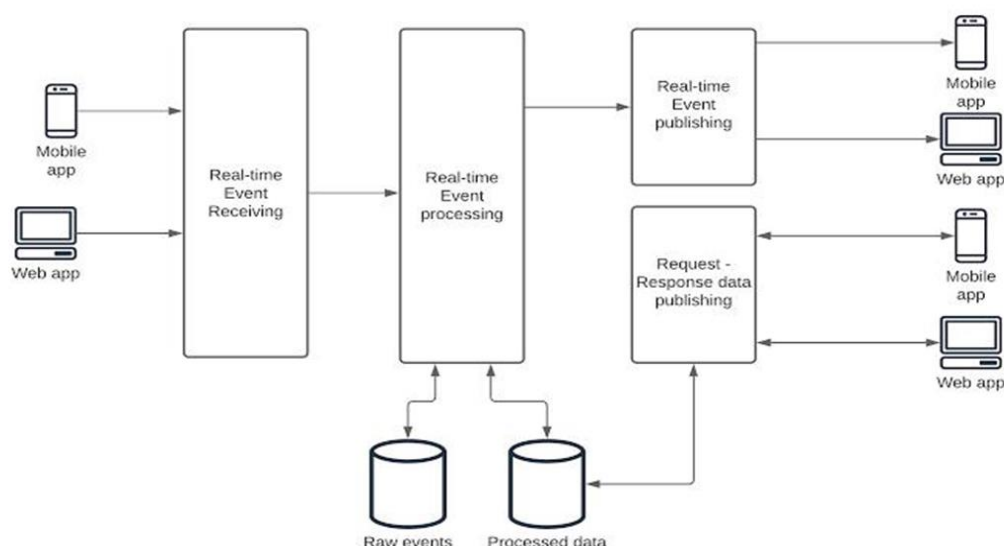 Mobile
app
Web app
Real-time
Event
Receiving
Real-time
Event
processing
Real-time
Event
publishing
Request -
Response data
publishing
Mobile
app
Web app
Mobile
app
Web app
Raw events
Processed data